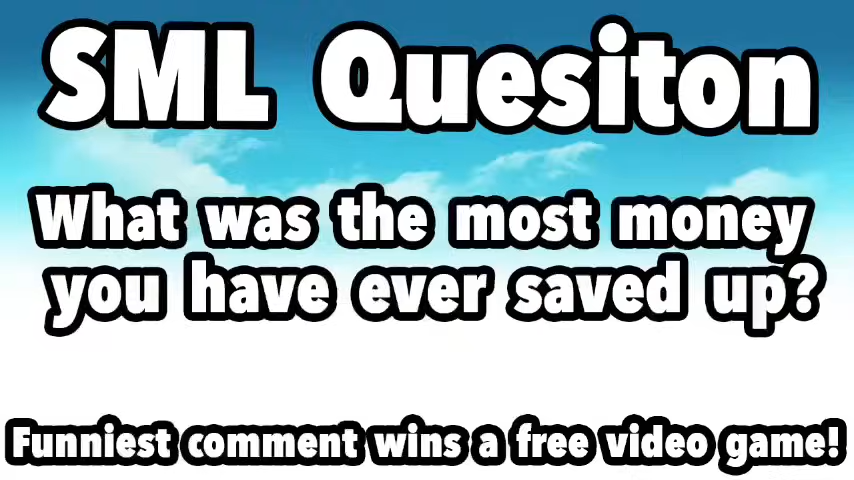 SML Quesiton
What was the most money
you have ever saved up?
Funniest comment wins a free video game!